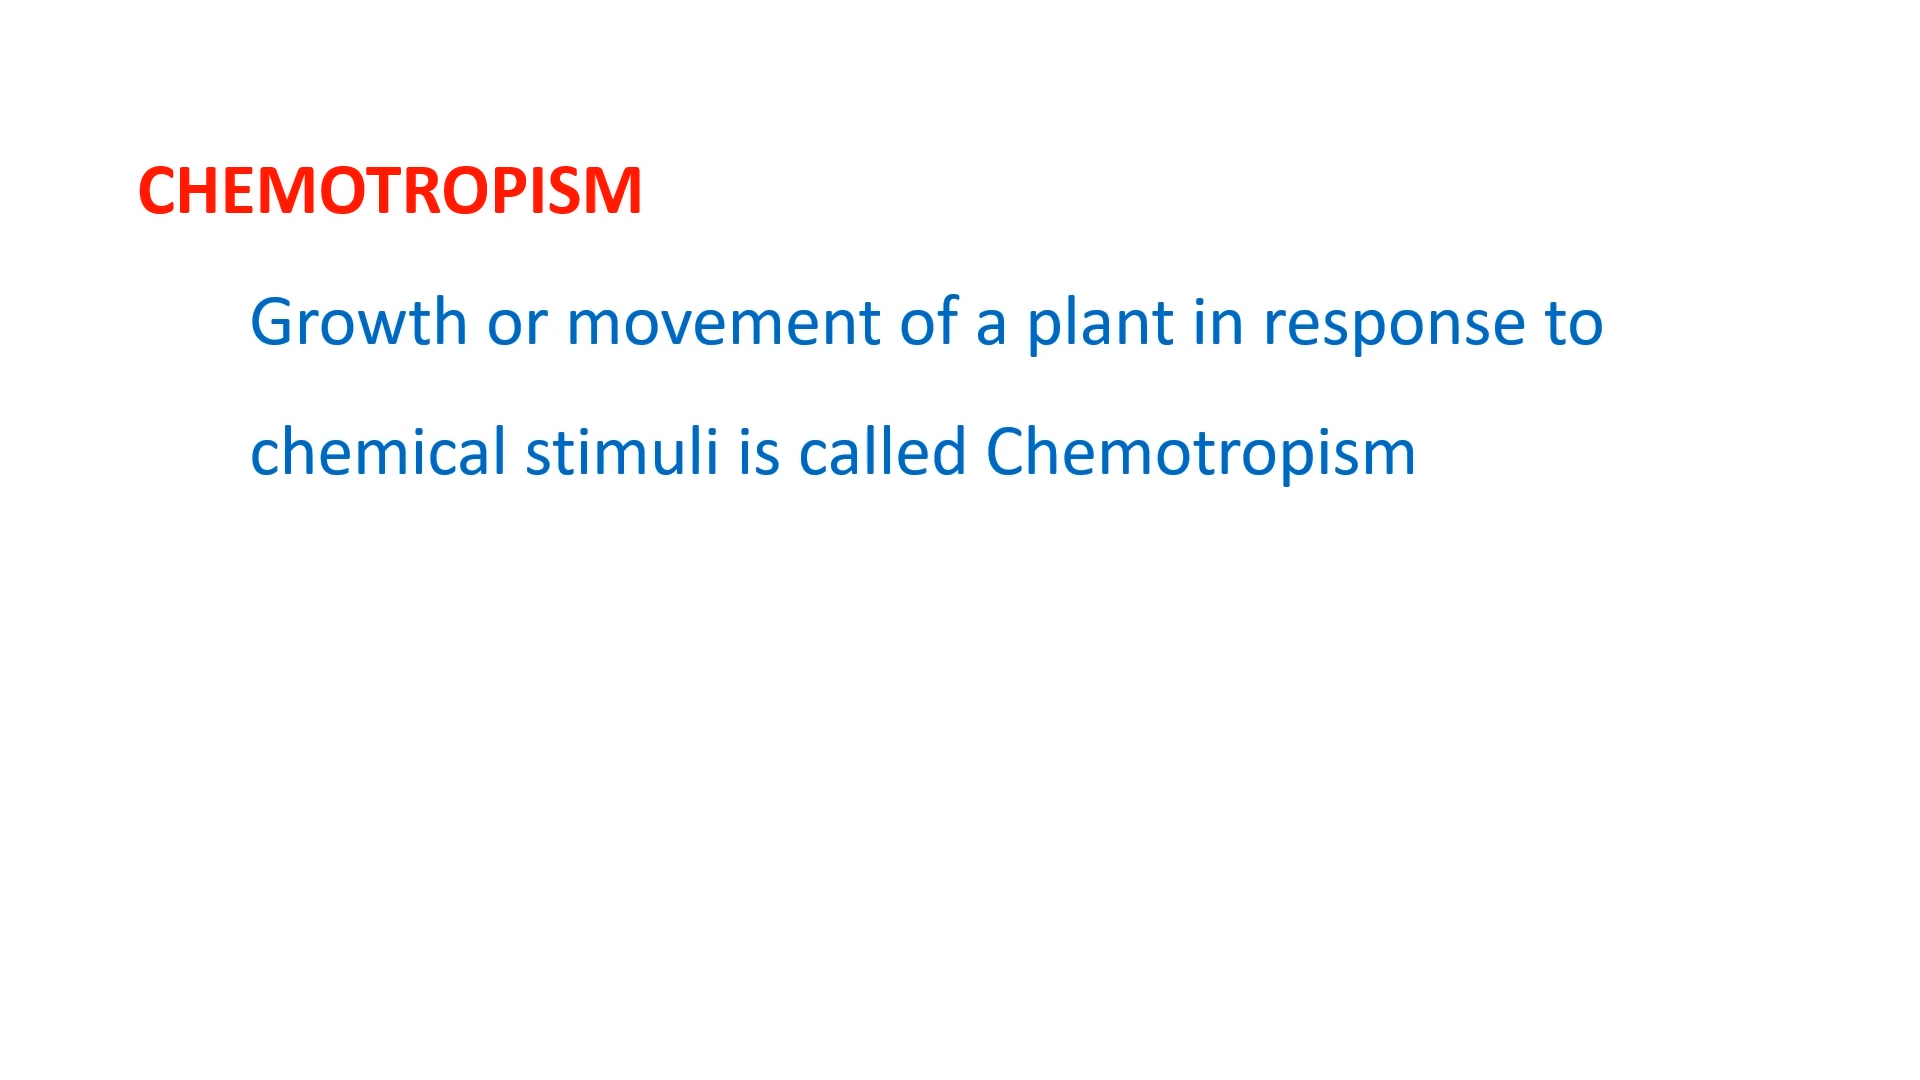 CHEMOTROPISM
Growth or movement of a plant in response to
chemical stimuli is called Chemotropism